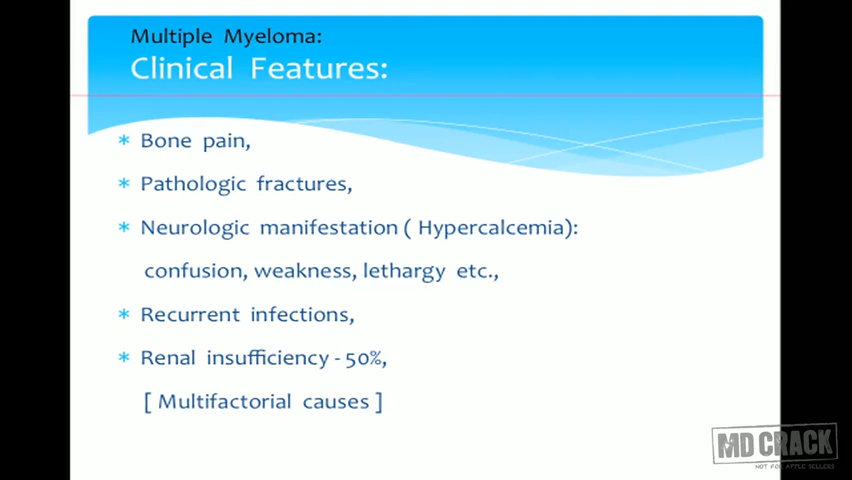 Multiple Myeloma:
Clinical Features:
* Bone pain,
* Pathologic fractures,
* Neurologic manifestation ( Hypercalcemia):
confusion, weakness, lethargy etc.,
* Recurrent infections,
* Renal insufficiency - 50%,
[ Multifactorial causes ]
MD CRACK
NOT FOR APPLE SELLERS